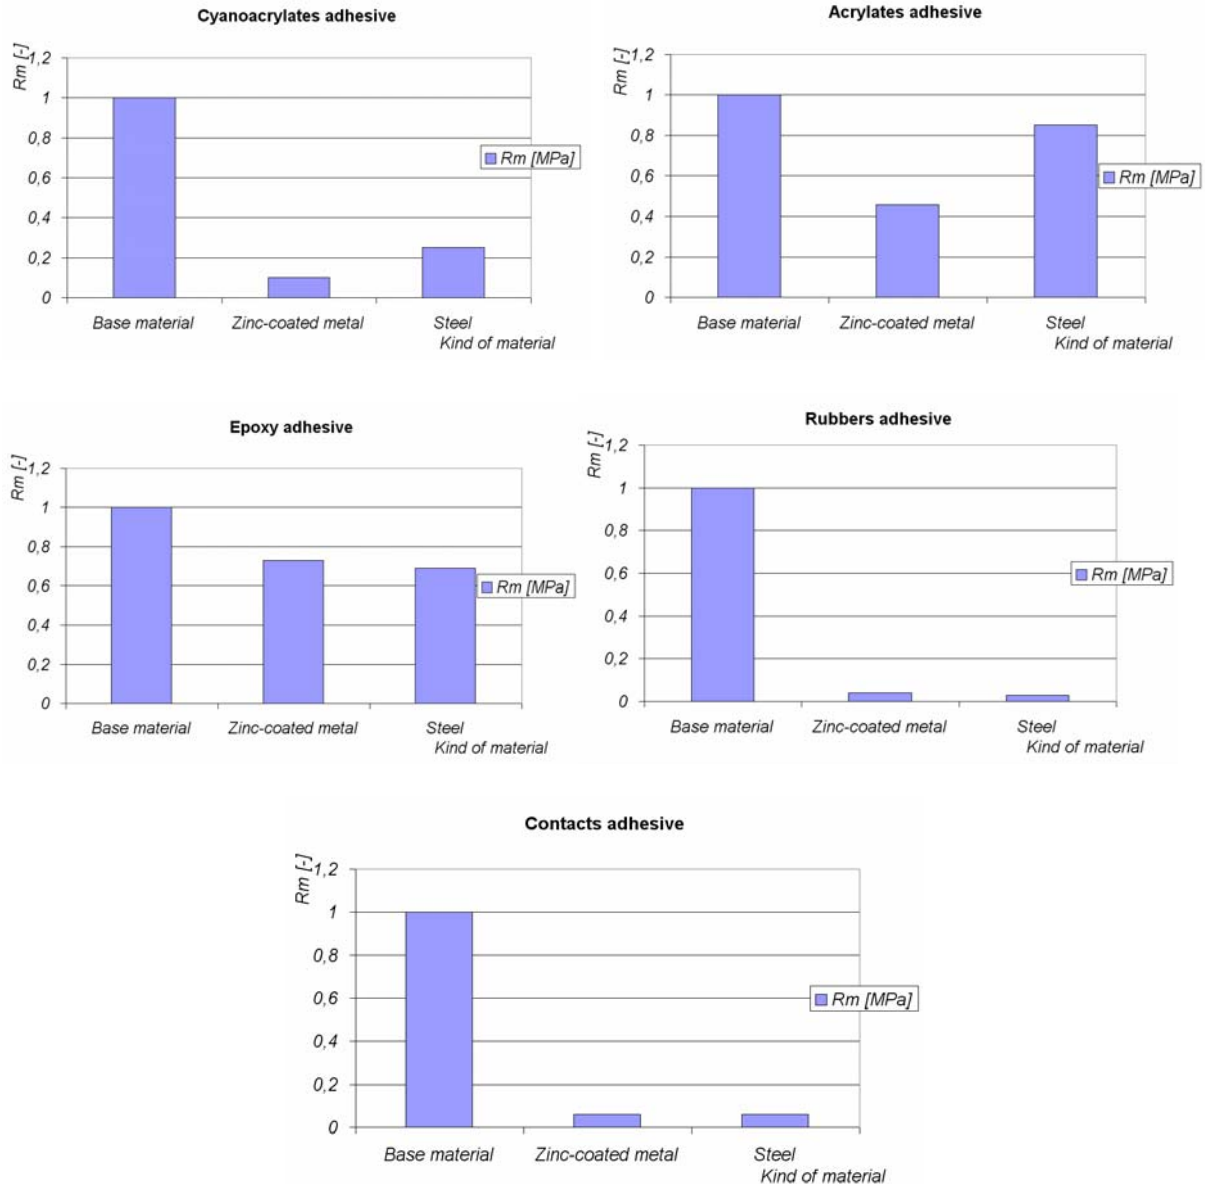 Cyanoacrylates adhesive
Rm [-]
1,2
1
0,8
0,6
0,4
0,2
0
Rm [MPa]
Base material Zinc-coated metal Steel
Kind of material
Acrylates adhesive
Rm [-]
1,2
1
0,8
0,6
0,4
0,2
0
Rm [MPa]
Base material Zinc-coated metal Steel
Kind of material
Epoxy adhesive
Rm [-]
1,2
1
0,8
0,6
0,4
0,2
0
Rm [MPa]
Base material Zinc-coated metal Steel
Kind of material
Rubbers adhesive
Rm [-]
1,2
1
0,8
0,6
0,4
0,2
0
Rm [MPa]
Base material Zinc-coated metal Steel
Kind of material
Contacts adhesive
Rm [-]
1,2
1
0,8
0,6
0,4
0,2
0
Rm [MPa]
Base material Zinc-coated metal Steel
Kind of material